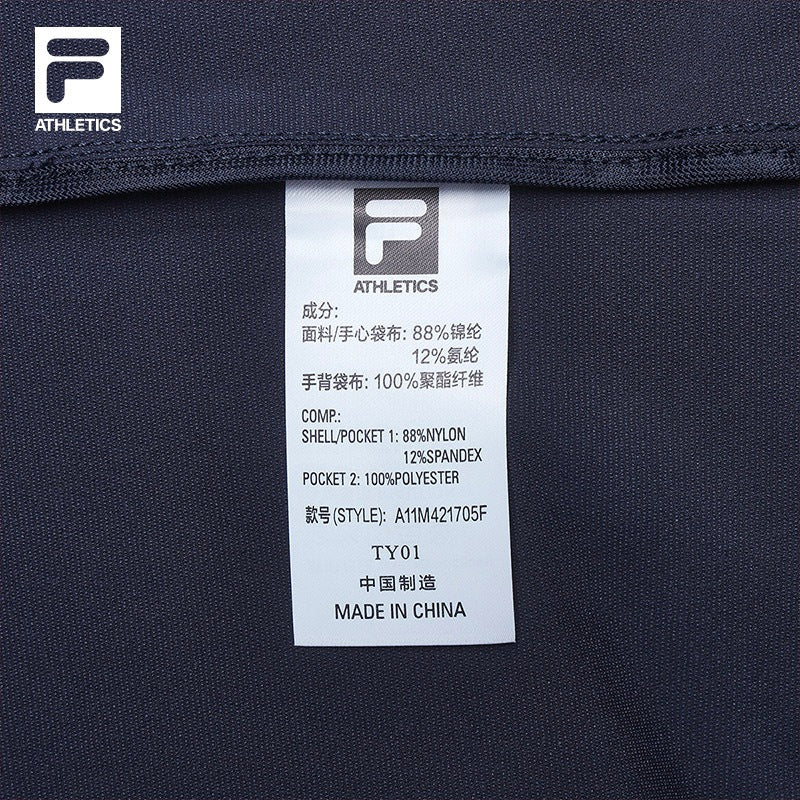 F
ATHLETICS
F
ATHLETICS
成分:
面料/手心袋布: 88%锦纶
12%氨纶
手背袋布: 100%聚酯纤维
COMP.:
SHELL/POCKET 1: 88%NYLON
12%SPANDEX
POCKET 2: 100%POLYESTER
款号(STYLE): A11M421705F
TY01
中国制造
MADE IN CHINA